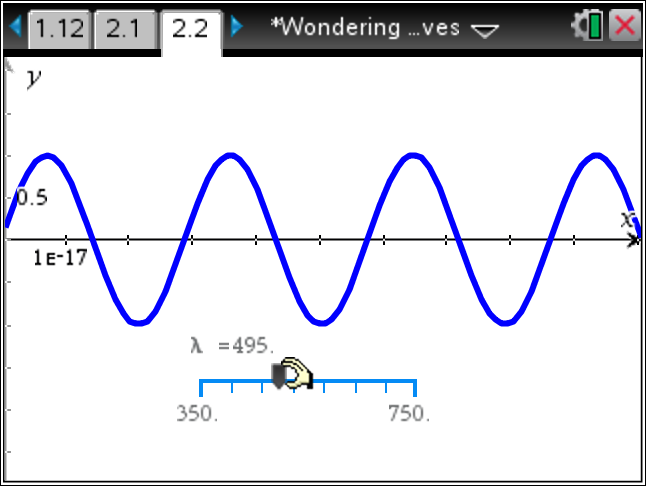 1.12 2.1 2.2 *Wondering ...ves
y
0.5
x
1E-17
λ =495.
350. 750.